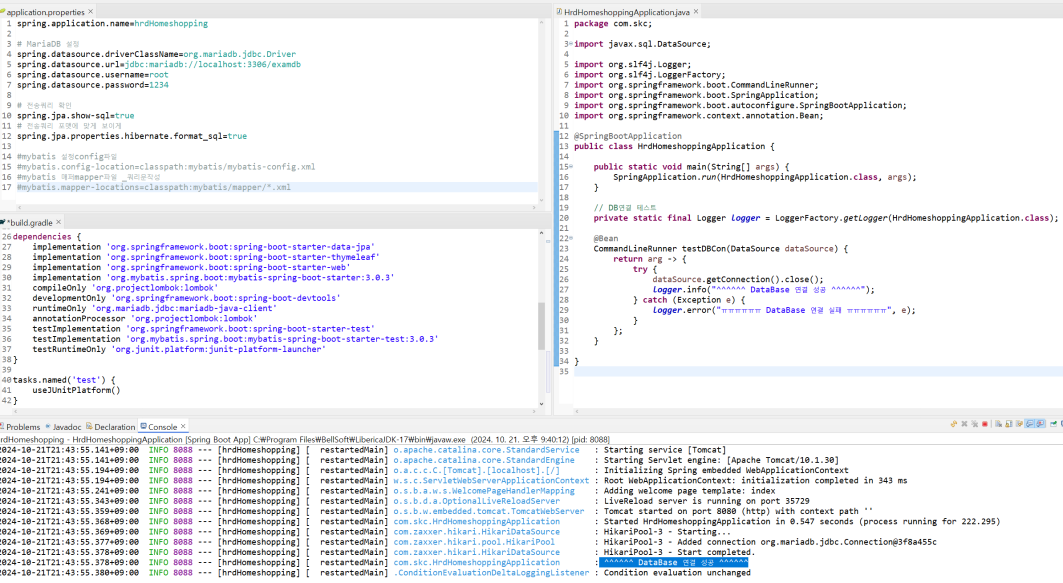 application.properties
1 spring.application.name=hrdHomeshopping
2
3 # MariaDB 설정
4 spring.datasource.driverClassName=org.mariadb.jdbc.Driver
5 spring.datasource.url=jdbc:mariadb://localhost:3306/examdb
6 spring.datasource.username=root
7 spring.datasource.password=1234
8
9 # 전송쿼리 확인
10 spring.jpa.show-sql=true
11 # 전송쿼리 포맷에 맞게 보이게
12 spring.jpa.properties.hibernate.format_sql=true
13
14 #mybatis 설정config파일
15 #mybatis.config-location=classpath:mybatis/mybatis-config.xml
16 #mybatis 매퍼mapper파일 _쿼리문작성
17 #mybatis.mapper-locations=classpath:mybatis/mapper/*.xml
*build.gradle
26 dependencies {
27 implementation 'org.springframework.boot:spring-boot-starter-data-jpa'
28 implementation 'org.springframework.boot:spring-boot-starter-thymeleaf'
29 implementation 'org.springframework.boot:spring-boot-starter-web'
30 implementation 'org.mybatis.spring.boot:mybatis-spring-boot-starter:3.0.3'
31 compileOnly 'org.projectlombok:lombok'
32 developmentOnly 'org.springframework.boot:spring-boot-devtools'
33 runtimeOnly 'org.mariadb.jdbc:mariadb-java-client'
34 annotationProcessor 'org.projectlombok:lombok'
35 testImplementation 'org.springframework.boot:spring-boot-starter-test'
36 testImplementation 'org.mybatis.spring.boot:mybatis-spring-boot-starter-test:3.0.3'
37 testRuntimeOnly 'org.junit.platform:junit-platform-launcher'
38 }
39
40 tasks.named('test') {
41 useJUnitPlatform()
42 }
HrdHomeshoppingApplication.java
1 package com.skc;
2
3 import javax.sql.DataSource;
4
5 import org.slf4j.Logger;
6 import org.slf4j.LoggerFactory;
7 import org.springframework.boot.CommandLineRunner;
8 import org.springframework.boot.SpringApplication;
9 import org.springframework.boot.autoconfigure.SpringBootApplication;
10 import org.springframework.context.annotation.Bean;
11
12 @SpringBootApplication
13 public class HrdHomeshoppingApplication {
14
15 public static void main(String[] args) {
16 SpringApplication.run(HrdHomeshoppingApplication.class, args);
17 }
18
19 // DB연결 테스트
20 private static final Logger logger = LoggerFactory.getLogger(HrdHomeshoppingApplication.class);
21
22 @Bean
23 CommandLineRunner testDBCon(DataSource dataSource) {
24 return arg -> {
25 try {
26 dataSource.getConnection().close();
27 logger.info("^^^^^^ DataBase 연결 성공 ^^^^^^");
28 } catch (Exception e) {
29 logger.error("ㅠㅠㅠㅠㅠㅠ DataBase 연결 실패 ㅠㅠㅠㅠㅠㅠ", e);
30 }
31 };
32 }
33
34 }
35
Problems Javadoc Declaration Console
rdHomeshopping - HrdHomeshoppingApplication [Spring Boot App] C:₩Program Files₩BellSoft₩LibericaJDK-17₩bin₩javaw.exe (2024. 10. 21. 오후 9:40:12) [pid: 8088]
2024-10-21T21:43:55.141+09:00 INFO 8088 --- [hrdHomeshopping] [ restartedMain] o.apache.catalina.core.StandardService : Starting service [Tomcat]
2024-10-21T21:43:55.141+09:00 INFO 8088 --- [hrdHomeshopping] [ restartedMain] o.apache.catalina.core.StandardEngine : Starting Servlet engine: [Apache Tomcat/10.1.30]
2024-10-21T21:43:55.194+09:00 INFO 8088 --- [hrdHomeshopping] [ restartedMain] o.a.c.c.C.[Tomcat].[localhost].[/] : Initializing Spring embedded WebApplicationContext
2024-10-21T21:43:55.194+09:00 INFO 8088 --- [hrdHomeshopping] [ restartedMain] w.s.c.ServletWebServerApplicationContext : Root WebApplicationContext: initialization completed in 343 ms
2024-10-21T21:43:55.241+09:00 INFO 8088 --- [hrdHomeshopping] [ restartedMain] o.s.b.a.w.s.WelcomePageHandlerMapping : Adding welcome page template: index
2024-10-21T21:43:55.343+09:00 INFO 8088 --- [hrdHomeshopping] [ restartedMain] o.s.b.d.a.OptionalLiveReloadServer : LiveReload server is running on port 35729
2024-10-21T21:43:55.359+09:00 INFO 8088 --- [hrdHomeshopping] [ restartedMain] o.s.b.w.embedded.tomcat.TomcatWebServer : Tomcat started on port 8080 (http) with context path ''
2024-10-21T21:43:55.368+09:00 INFO 8088 --- [hrdHomeshopping] [ restartedMain] com.skc.HrdHomeshoppingApplication : Started HrdHomeshoppingApplication in 0.547 seconds (process running for 222.295)
2024-10-21T21:43:55.369+09:00 INFO 8088 --- [hrdHomeshopping] [ restartedMain] com.zaxxer.hikari.HikariDataSource : HikariPool-3 - Starting...
2024-10-21T21:43:55.377+09:00 INFO 8088 --- [hrdHomeshopping] [ restartedMain] com.zaxxer.hikari.pool.HikariPool : HikariPool-3 - Added connection org.mariadb.jdbc.Connection@3f8a455c
2024-10-21T21:43:55.378+09:00 INFO 8088 --- [hrdHomeshopping] [ restartedMain] com.zaxxer.hikari.HikariDataSource : HikariPool-3 - Start completed.
2024-10-21T21:43:55.378+09:00 INFO 8088 --- [hrdHomeshopping] [ restartedMain] com.skc.HrdHomeshoppingApplication : ^^^^^^ DataBase 연결 성공 ^^^^^^
2024-10-21T21:43:55.380+09:00 INFO 8088 --- [hrdHomeshopping] [ restartedMain] .ConditionEvaluationDeltaLoggingListener : Condition evaluation unchanged